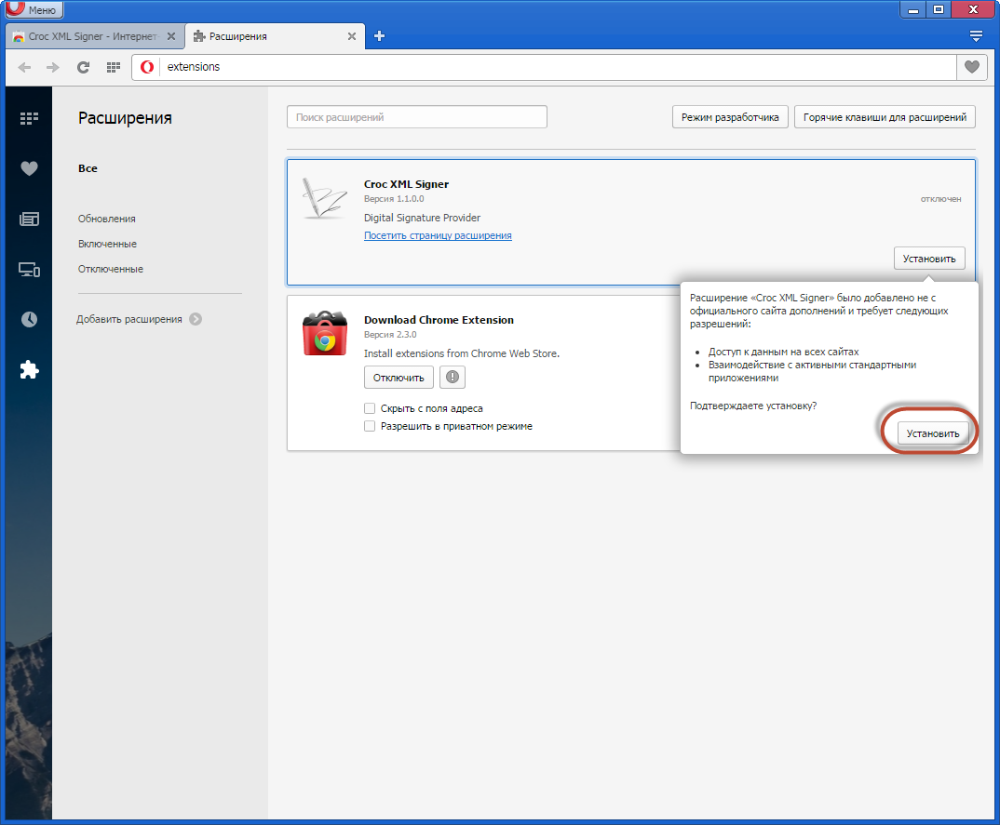 Меню
Croc XML Signer - Интернет-
Расширения
extensions
Расширения
Все
Обновления
Включенные
Отключенные
Добавить расширения
Поиск расширений
Режим разработчика
Горячие клавиши для расширений
Croc XML Signer
Версия 1.1.0.0
отключен
Digital Signature Provider
Посетить страницу расширения
Установить
Download Chrome Extension
Версия 2.3.0
Install extensions from Chrome Web Store.
Отключить
Скрыть с поля адреса
Разрешить в приватном режиме
Расширение «Croc XML Signer» было добавлено не с
официального сайта дополнений и требует следующих
разрешений:
Доступ к данным на всех сайтах
Взаимодействие с активными стандартными
приложениями
Подтверждаете установку?
Установить